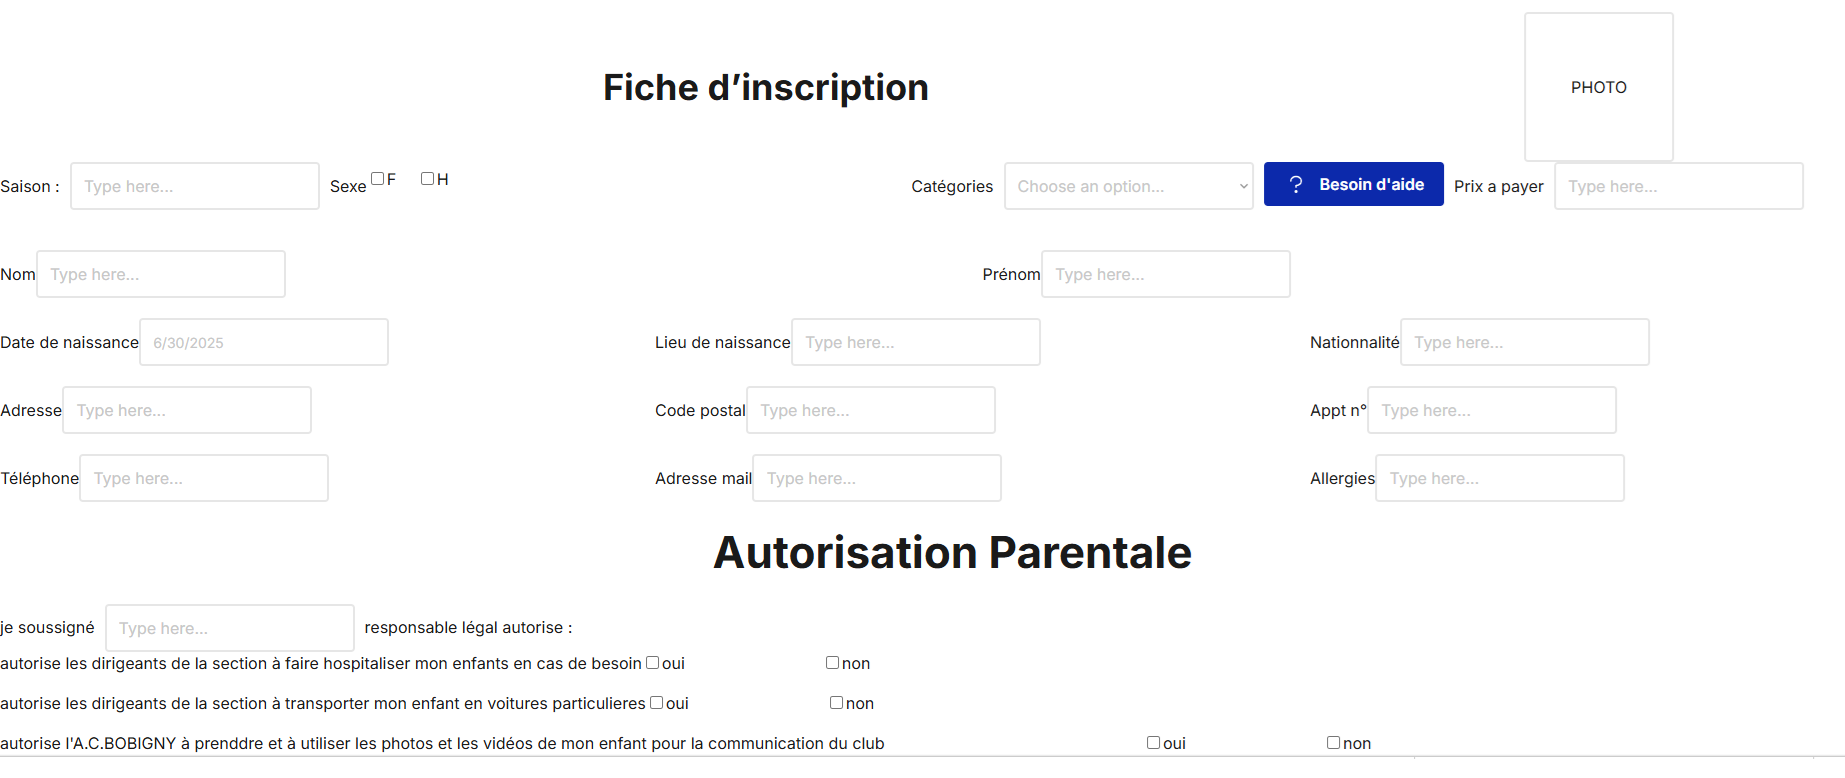 PHOTO
Fiche d’inscription
Saison : Type here... Sexe F H Catégories Choose an option... ? Besoin d'aide Prix a payer Type here...
Nom Type here... Prénom Type here...
Date de naissance 6/30/2025 Lieu de naissance Type here... Nationnalité Type here...
Adresse Type here... Code postal Type here... Appt n° Type here...
Téléphone Type here... Adresse mail Type here... Allergies Type here...
Autorisation Parentale
je soussigné Type here... responsable légal autorise :
autorise les dirigeants de la section à faire hospitaliser mon enfants en cas de besoin oui non
autorise les dirigeants de la section à transporter mon enfant en voitures particulieres oui non
autorise l'A.C.BOBIGNY à prenddre et à utiliser les photos et les vidéos de mon enfant pour la communication du club oui non